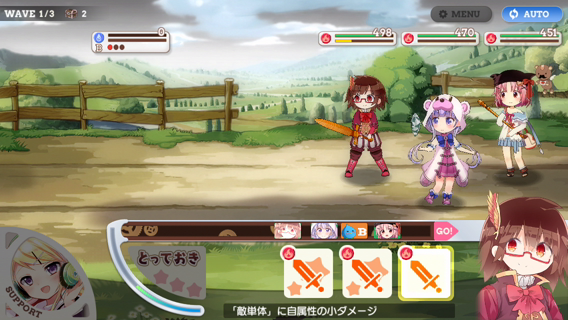 WAVE 1/3 2
MENU
AUTO
0
B
498
470
451
B
GO!
とっておき
SUPPORT
「敵単体」に自属性の小ダメージ